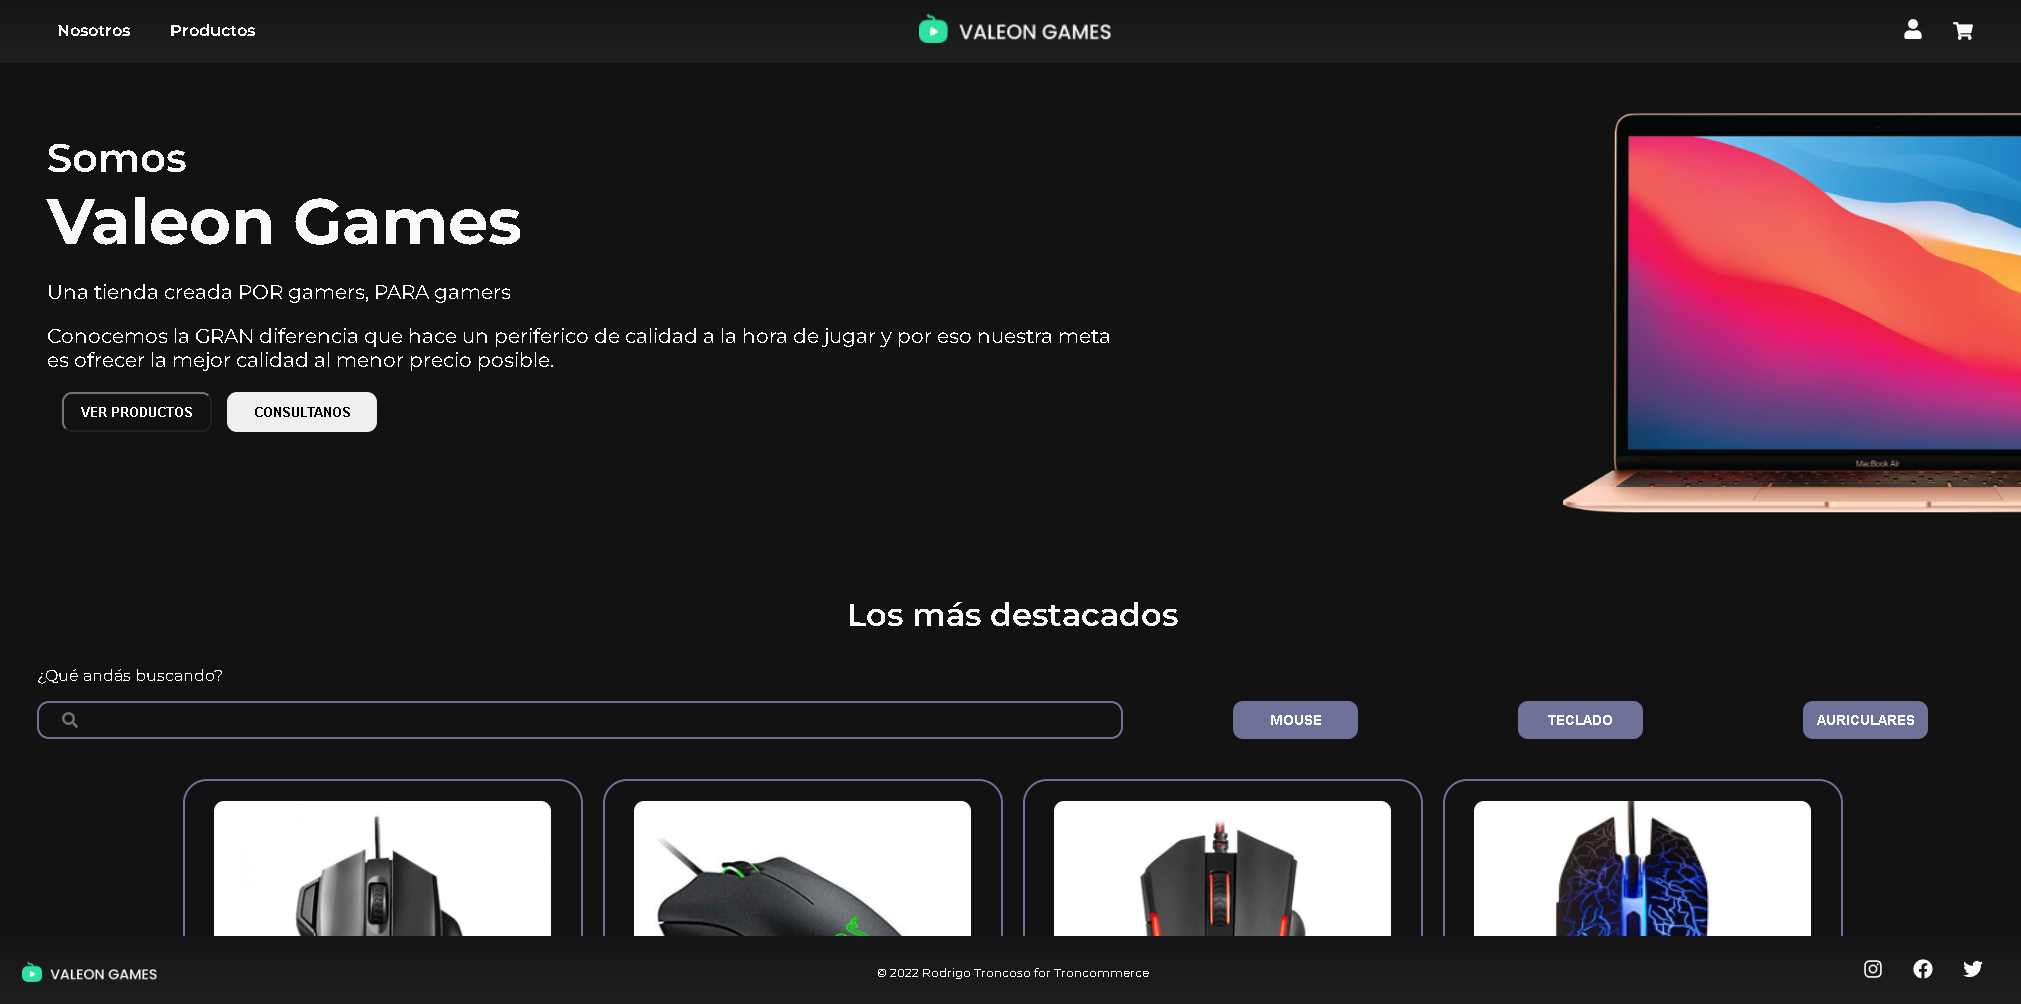 Nosotros
Productos
VALEON GAMES
Somos
Valeon Games
Una tienda creada POR gamers, PARA gamers
Conocemos la GRAN diferencia que hace un periferico de calidad a la hora de jugar y por eso nuestra meta
es ofrecer la mejor calidad al menor precio posible.
VER PRODUCTOS
CONSULTANOS
MacBook Air
Los más destacados
¿Qué andás buscando?
MOUSE
TECLADO
AURICULARES
VALEON GAMES
© 2022 Rodrigo Troncoso for Troncommerce